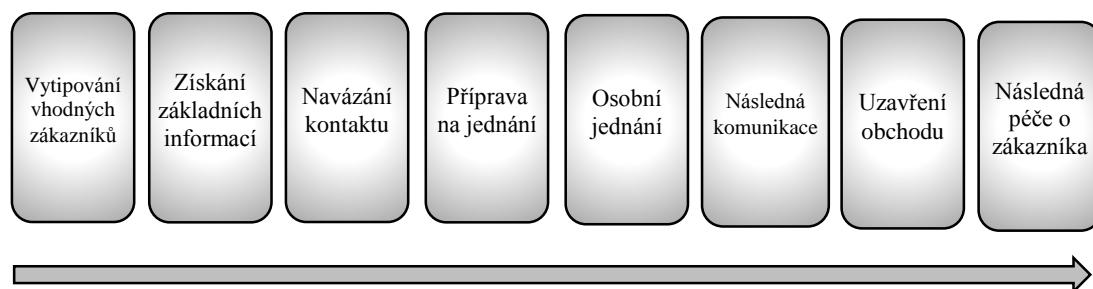 Vytipování
vhodných
zákazníků
Získání
základních
informací
Navázání
kontaktu
Příprava
na jednání
Osobní
jednání
Následná
komunikace
Uzavření
obchodu
Následná
péče o
zákazníka